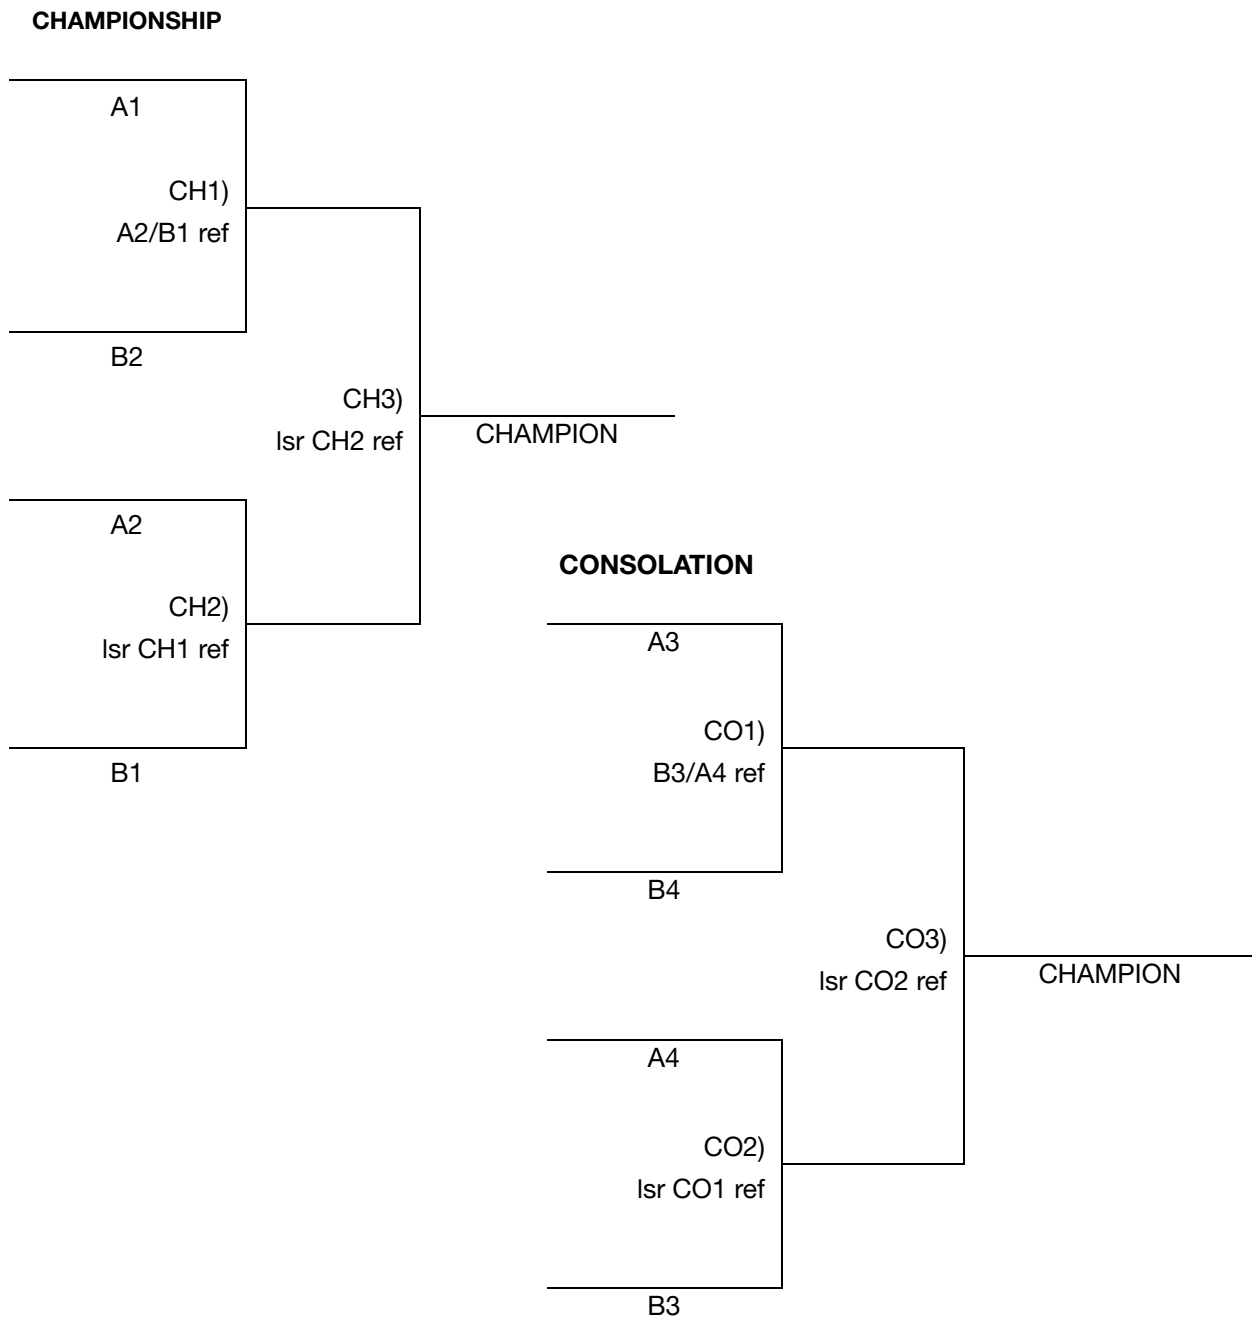 CHAMPIONSHIP
A1
CH1)
A2/B1 ref
B2
CH3)
lsr CH2 ref
CHAMPION
A2
CH2)
lsr CH1 ref
B1
CONSOLATION
A3
CO1)
B3/A4 ref
B4
CO3)
lsr CO2 ref
CHAMPION
A4
CO2)
lsr CO1 ref
B3